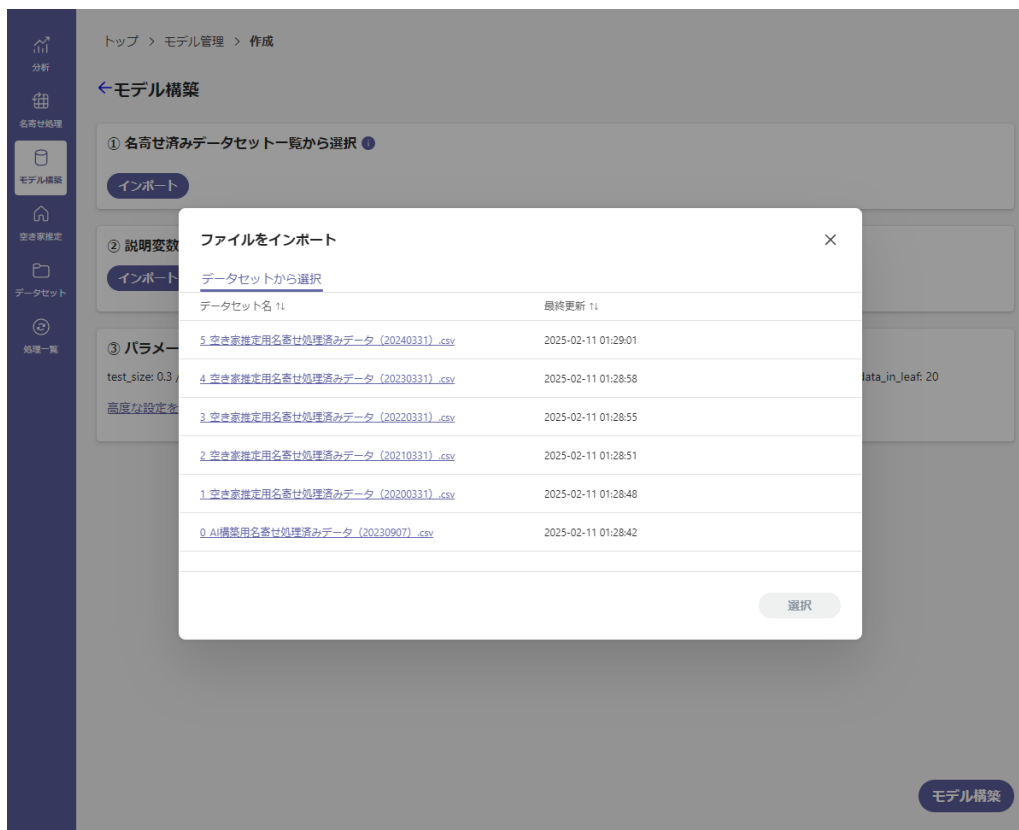 トップ > モデル管理 > 作成
←モデル構築
分析
名寄せ処理
モデル構築
空き家推定
データセット
処理一覧
① 名寄せ済みデータセット一覧から選択
インポート
② 説明変数
インポート
③ パラメー
test_size: 0.3 /
data_in_leaf: 20
高度な設定を
ファイルをインポート
データセットから選択
データセット名 ↑↓ 最終更新 ↑↓
5_空き家推定用名寄せ処理済みデータ（20240331）.csv 2025-02-11 01:29:01
4_空き家推定用名寄せ処理済みデータ（20230331）.csv 2025-02-11 01:28:58
3_空き家推定用名寄せ処理済みデータ（20220331）.csv 2025-02-11 01:28:55
2_空き家推定用名寄せ処理済みデータ（20210331）.csv 2025-02-11 01:28:51
1_空き家推定用名寄せ処理済みデータ（20200331）.csv 2025-02-11 01:28:48
0_AI構築用名寄せ処理済みデータ（20230907）.csv 2025-02-11 01:28:42
選択
モデル構築